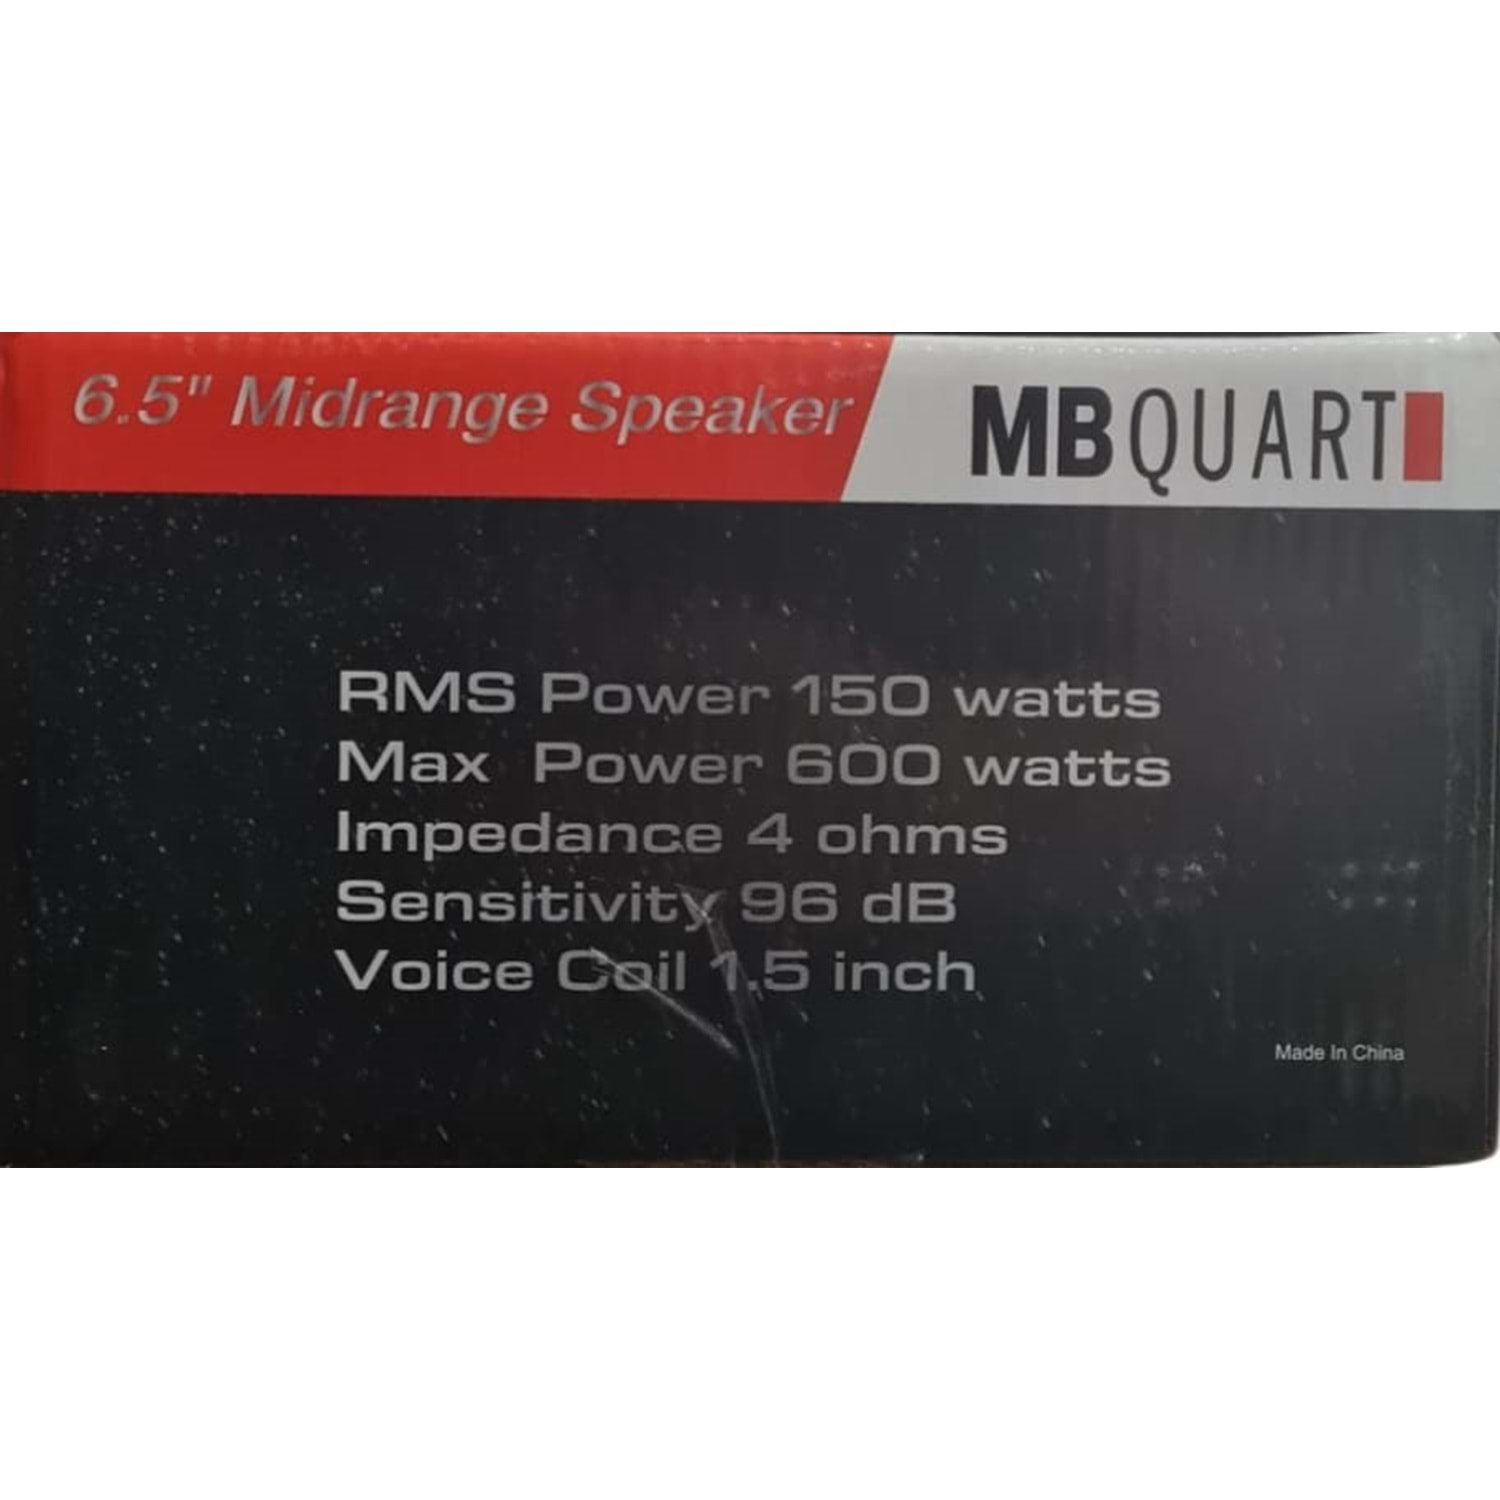 6.5" Midrange Speaker
MBQUART
RMS Power 150 watts
Max Power 600 watts
Impedance 4 ohms
Sensitivity 96 dB
Voice Coil 1.5 inch
Made In China